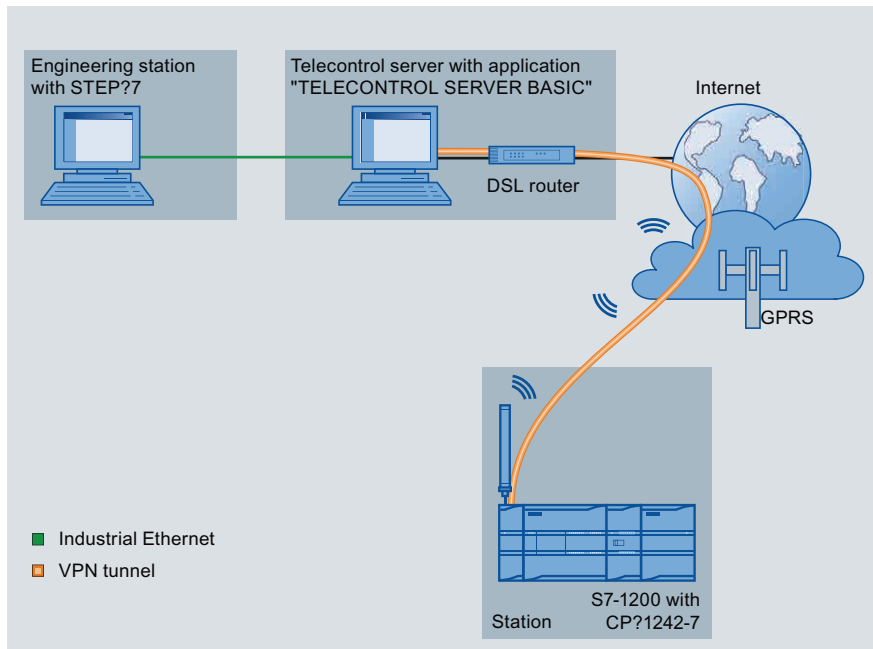 Engineering station
with STEP?7
Telecontrol server with application
"TELECONTROL SERVER BASIC"
Internet
DSL router
GPRS
Industrial Ethernet
VPN tunnel
Station
S7-1200 with
CP?1242-7